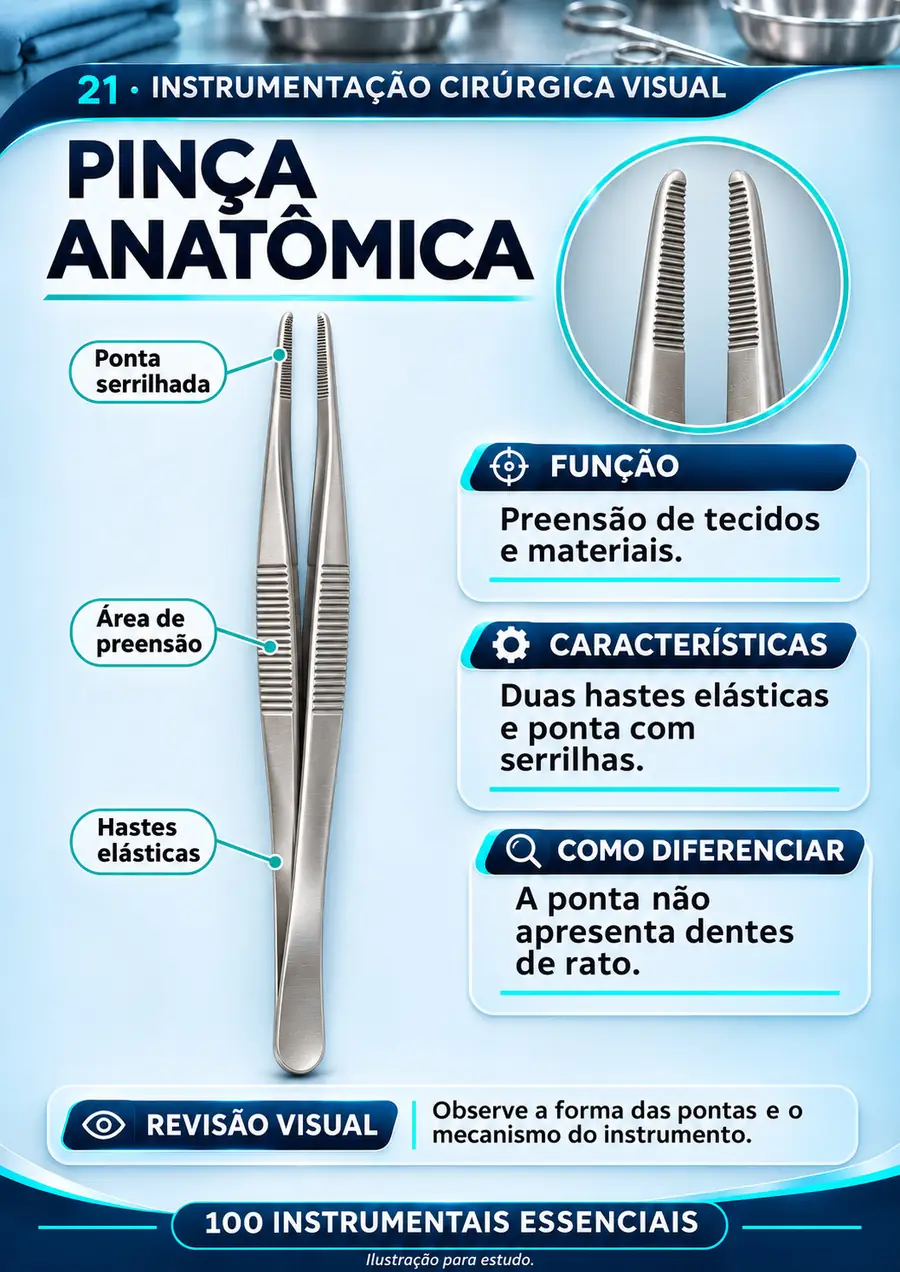 21 · INSTRUMENTAÇÃO CIRÚRGICA VISUAL
PINÇA
ANATÔMICA
Ponta
serrilhada
Área de
preensão
Hastes
elásticas
FUNÇÃO
Preensão de tecidos
e materiais.
CARACTERÍSTICAS
Duas hastes elásticas
e ponta com
serrilhas.
COMO DIFERENCIAR
A ponta não
apresenta dentes
de rato.
REVISÃO VISUAL
Observe a forma das pontas e o
mecanismo do instrumento.
100 INSTRUMENTAIS ESSENCIAIS
Ilustração para estudo.